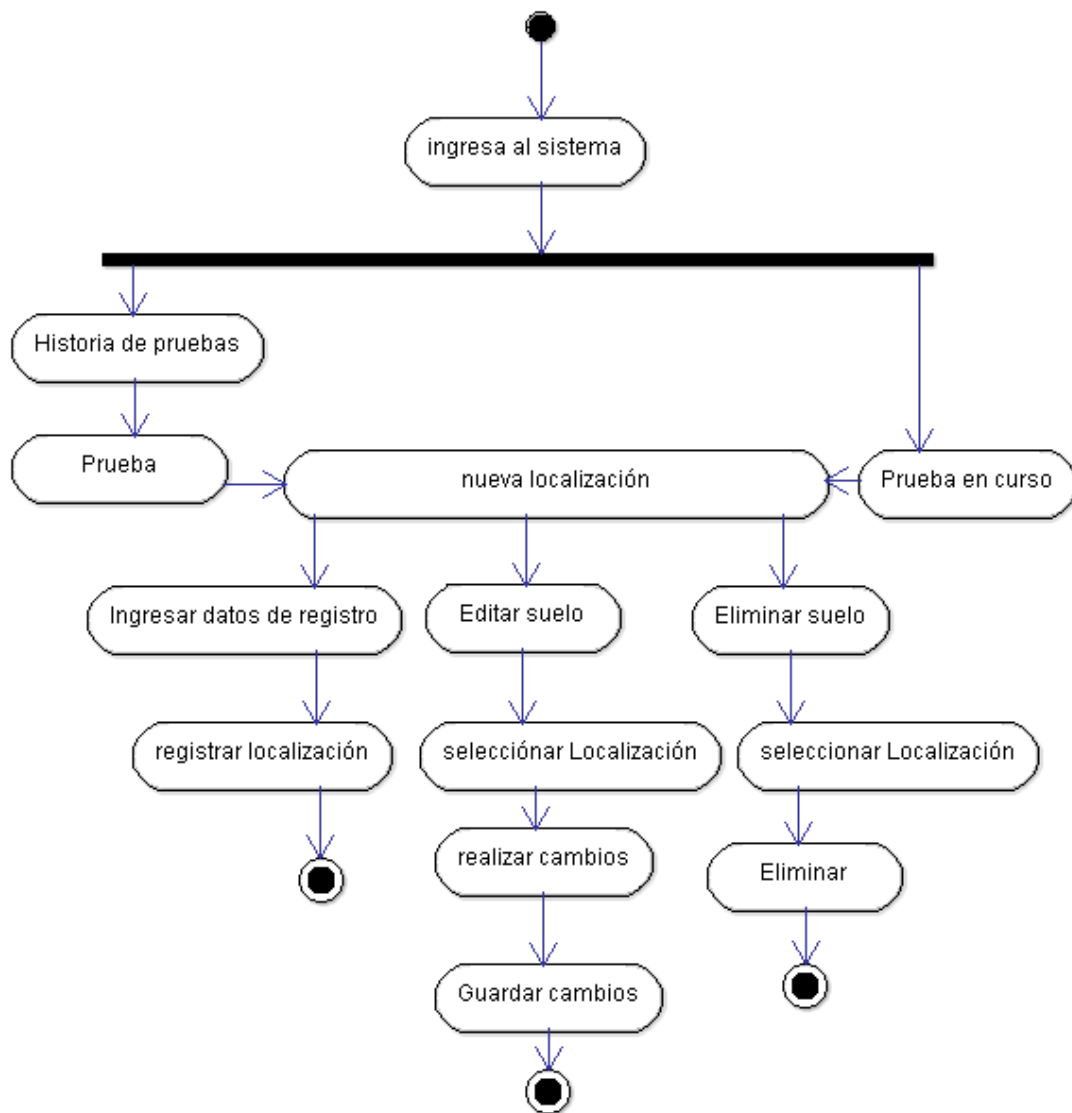 ingresa al sistema
Historia de pruebas
Prueba
nueva localización
Prueba en curso
Ingresar datos de registro
Editar suelo
Eliminar suelo
registrar localización
selecciónar Localización
seleccionar Localización
realizar cambios
Eliminar
Guardar cambios